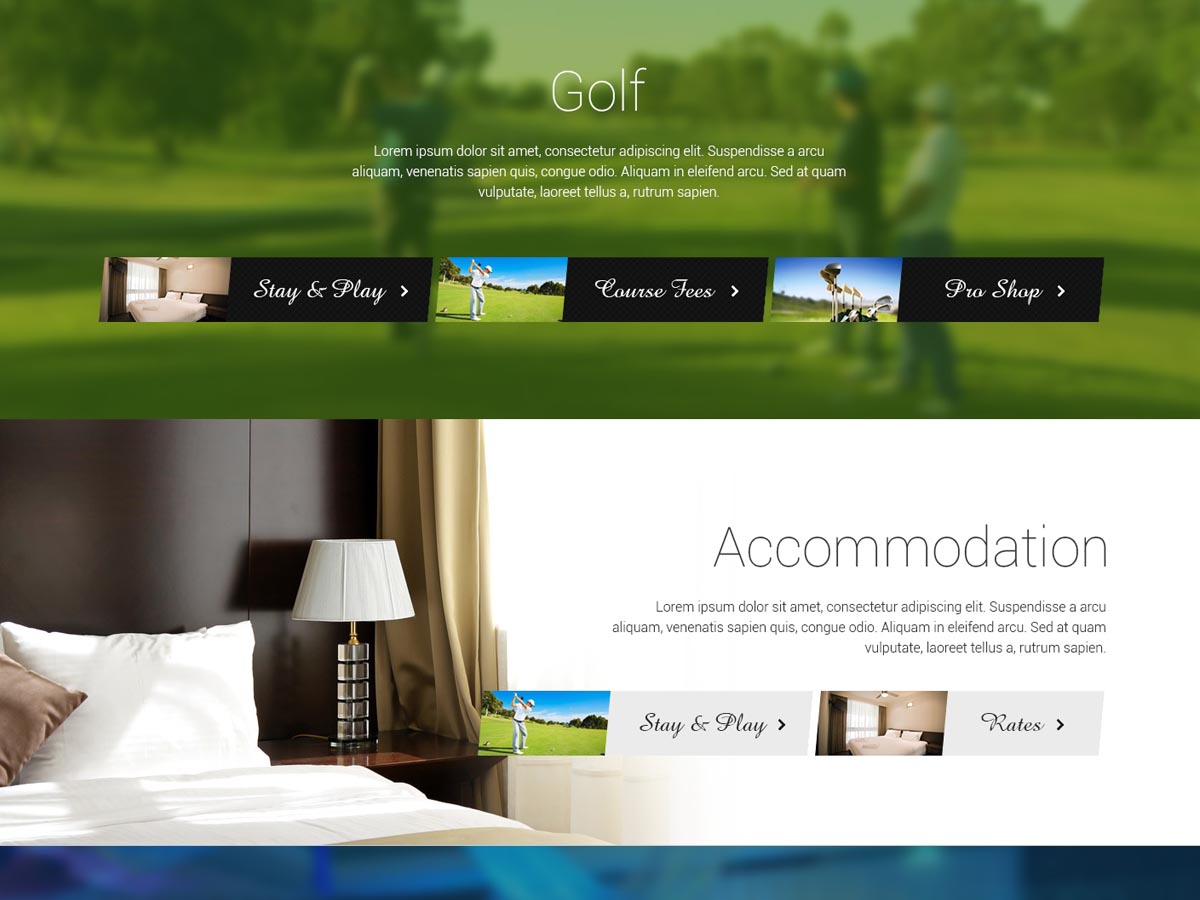 Golf
Lorem ipsum dolor sit amet, consectetur adipiscing elit. Suspendisse a arcu
aliquam, venenatis sapien quis, congue odio. Aliquam in eleifend arcu. Sed at quam
vulputate, laoreet tellus a, rutrum sapien.
Stay & Play
Course Fees
Pro Shop
Accommodation
Lorem ipsum dolor sit amet, consectetur adipiscing elit. Suspendisse a arcu
aliquam, venenatis sapien quis, congue odio. Aliquam in eleifend arcu. Sed at quam
vulputate, laoreet tellus a, rutrum sapien.
Stay & Play
Rates